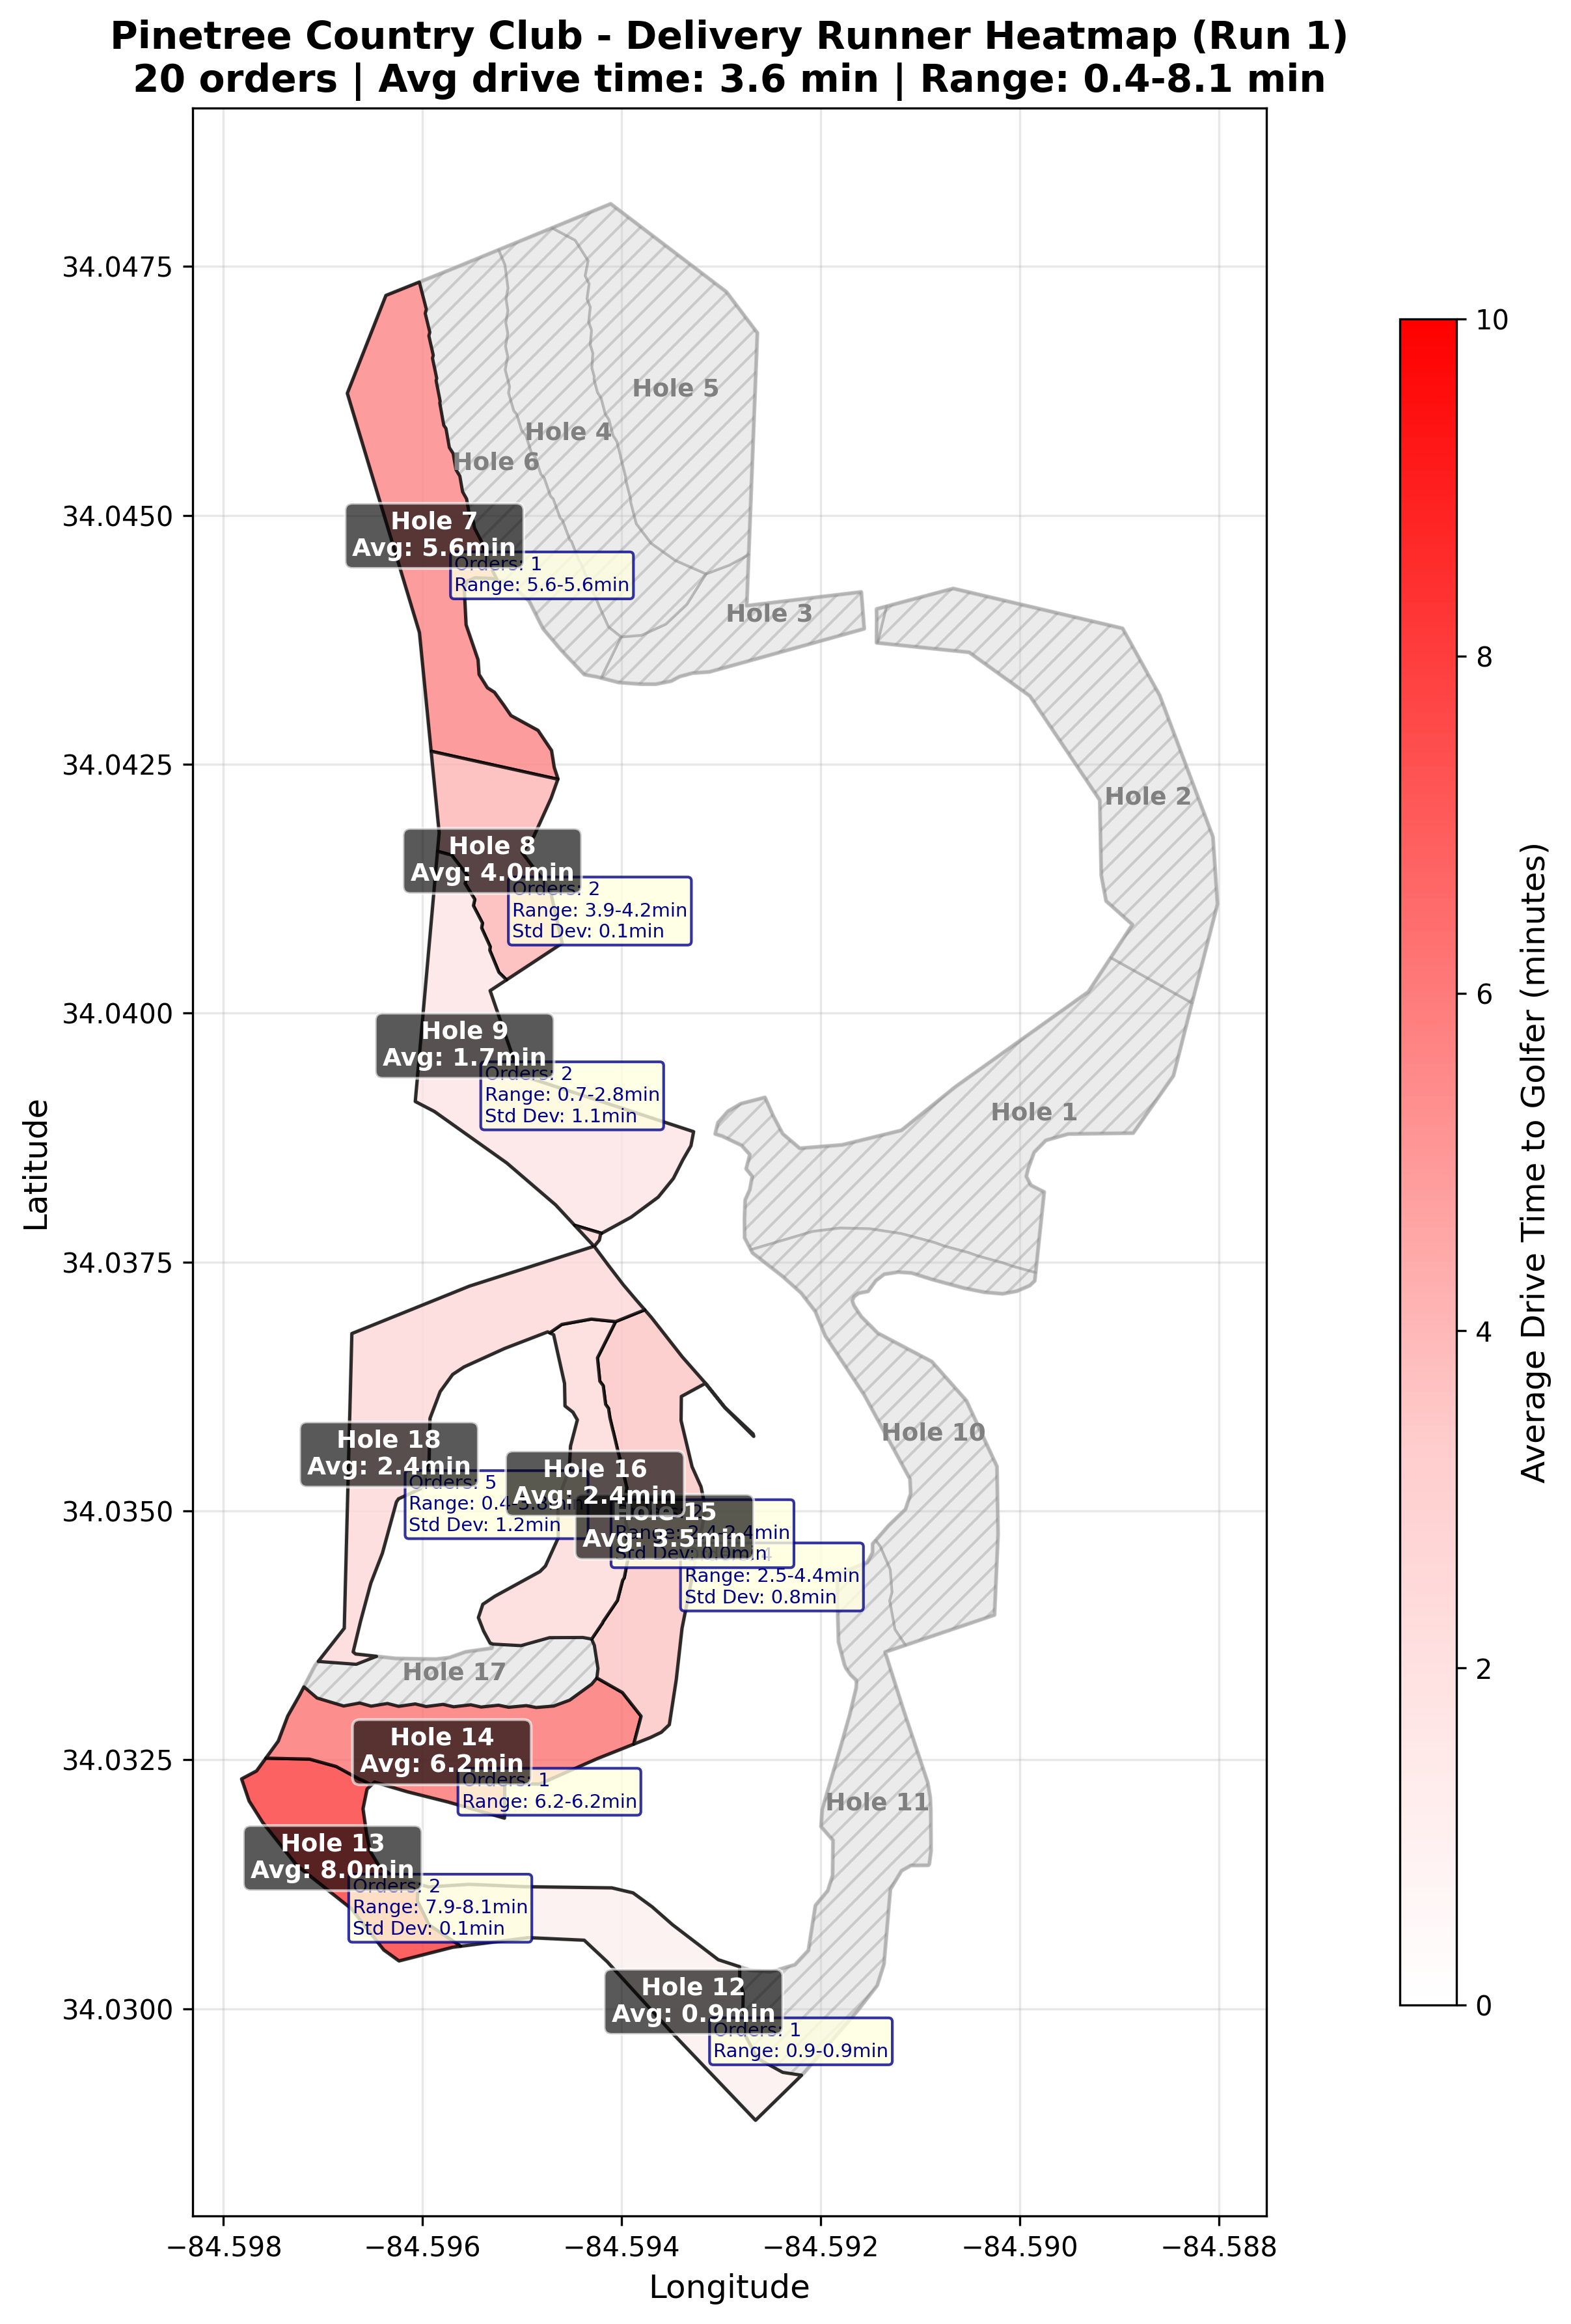 Pinetree Country Club - Delivery Runner Heatmap (Run 1)
20 orders | Avg drive time: 3.6 min | Range: 0.4-8.1 min
34.0475
34.0450
34.0425
34.0400
34.0375
34.0350
34.0325
34.0300
Latitude
−84.598
−84.596
−84.594
−84.592
−84.590
−84.588
Longitude
Hole 5
Hole 4
Hole 6
Hole 7
Avg: 5.6min
Orders: 1
Range: 5.6-5.6min
Hole 3
Hole 2
Hole 8
Avg: 4.0min
Orders: 2
Range: 3.9-4.2min
Std Dev: 0.1min
Hole 9
Avg: 1.7min
Orders: 2
Range: 0.7-2.8min
Std Dev: 1.1min
Hole 1
Hole 10
Hole 18
Avg: 2.4min
Orders: 5
Range: 0.4-3.8min
Std Dev: 1.2min
Hole 16
Avg: 2.4min
Range: 2.4-2.4min
Std Dev: 0.0min
Hole 15
Avg: 3.5min
Range: 2.5-4.4min
Std Dev: 0.8min
Hole 17
Hole 14
Avg: 6.2min
Orders: 1
Range: 6.2-6.2min
Hole 11
Hole 13
Avg: 8.0min
Orders: 2
Range: 7.9-8.1min
Std Dev: 0.1min
Hole 12
Avg: 0.9min
Orders: 1
Range: 0.9-0.9min
10
8
6
4
2
0
Average Drive Time to Golfer (minutes)